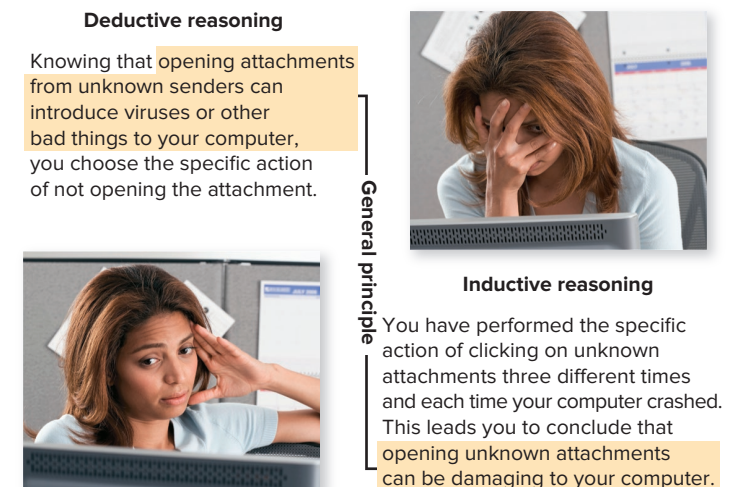 Deductive reasoning
Knowing that opening attachments
from unknown senders can
introduce viruses or other
bad things to your computer,
you choose the specific action
of not opening the attachment.
General principle
Inductive reasoning
You have performed the specific
action of clicking on unknown
attachments three different times
and each time your computer crashed.
This leads you to conclude that
opening unknown attachments
can be damaging to your computer.